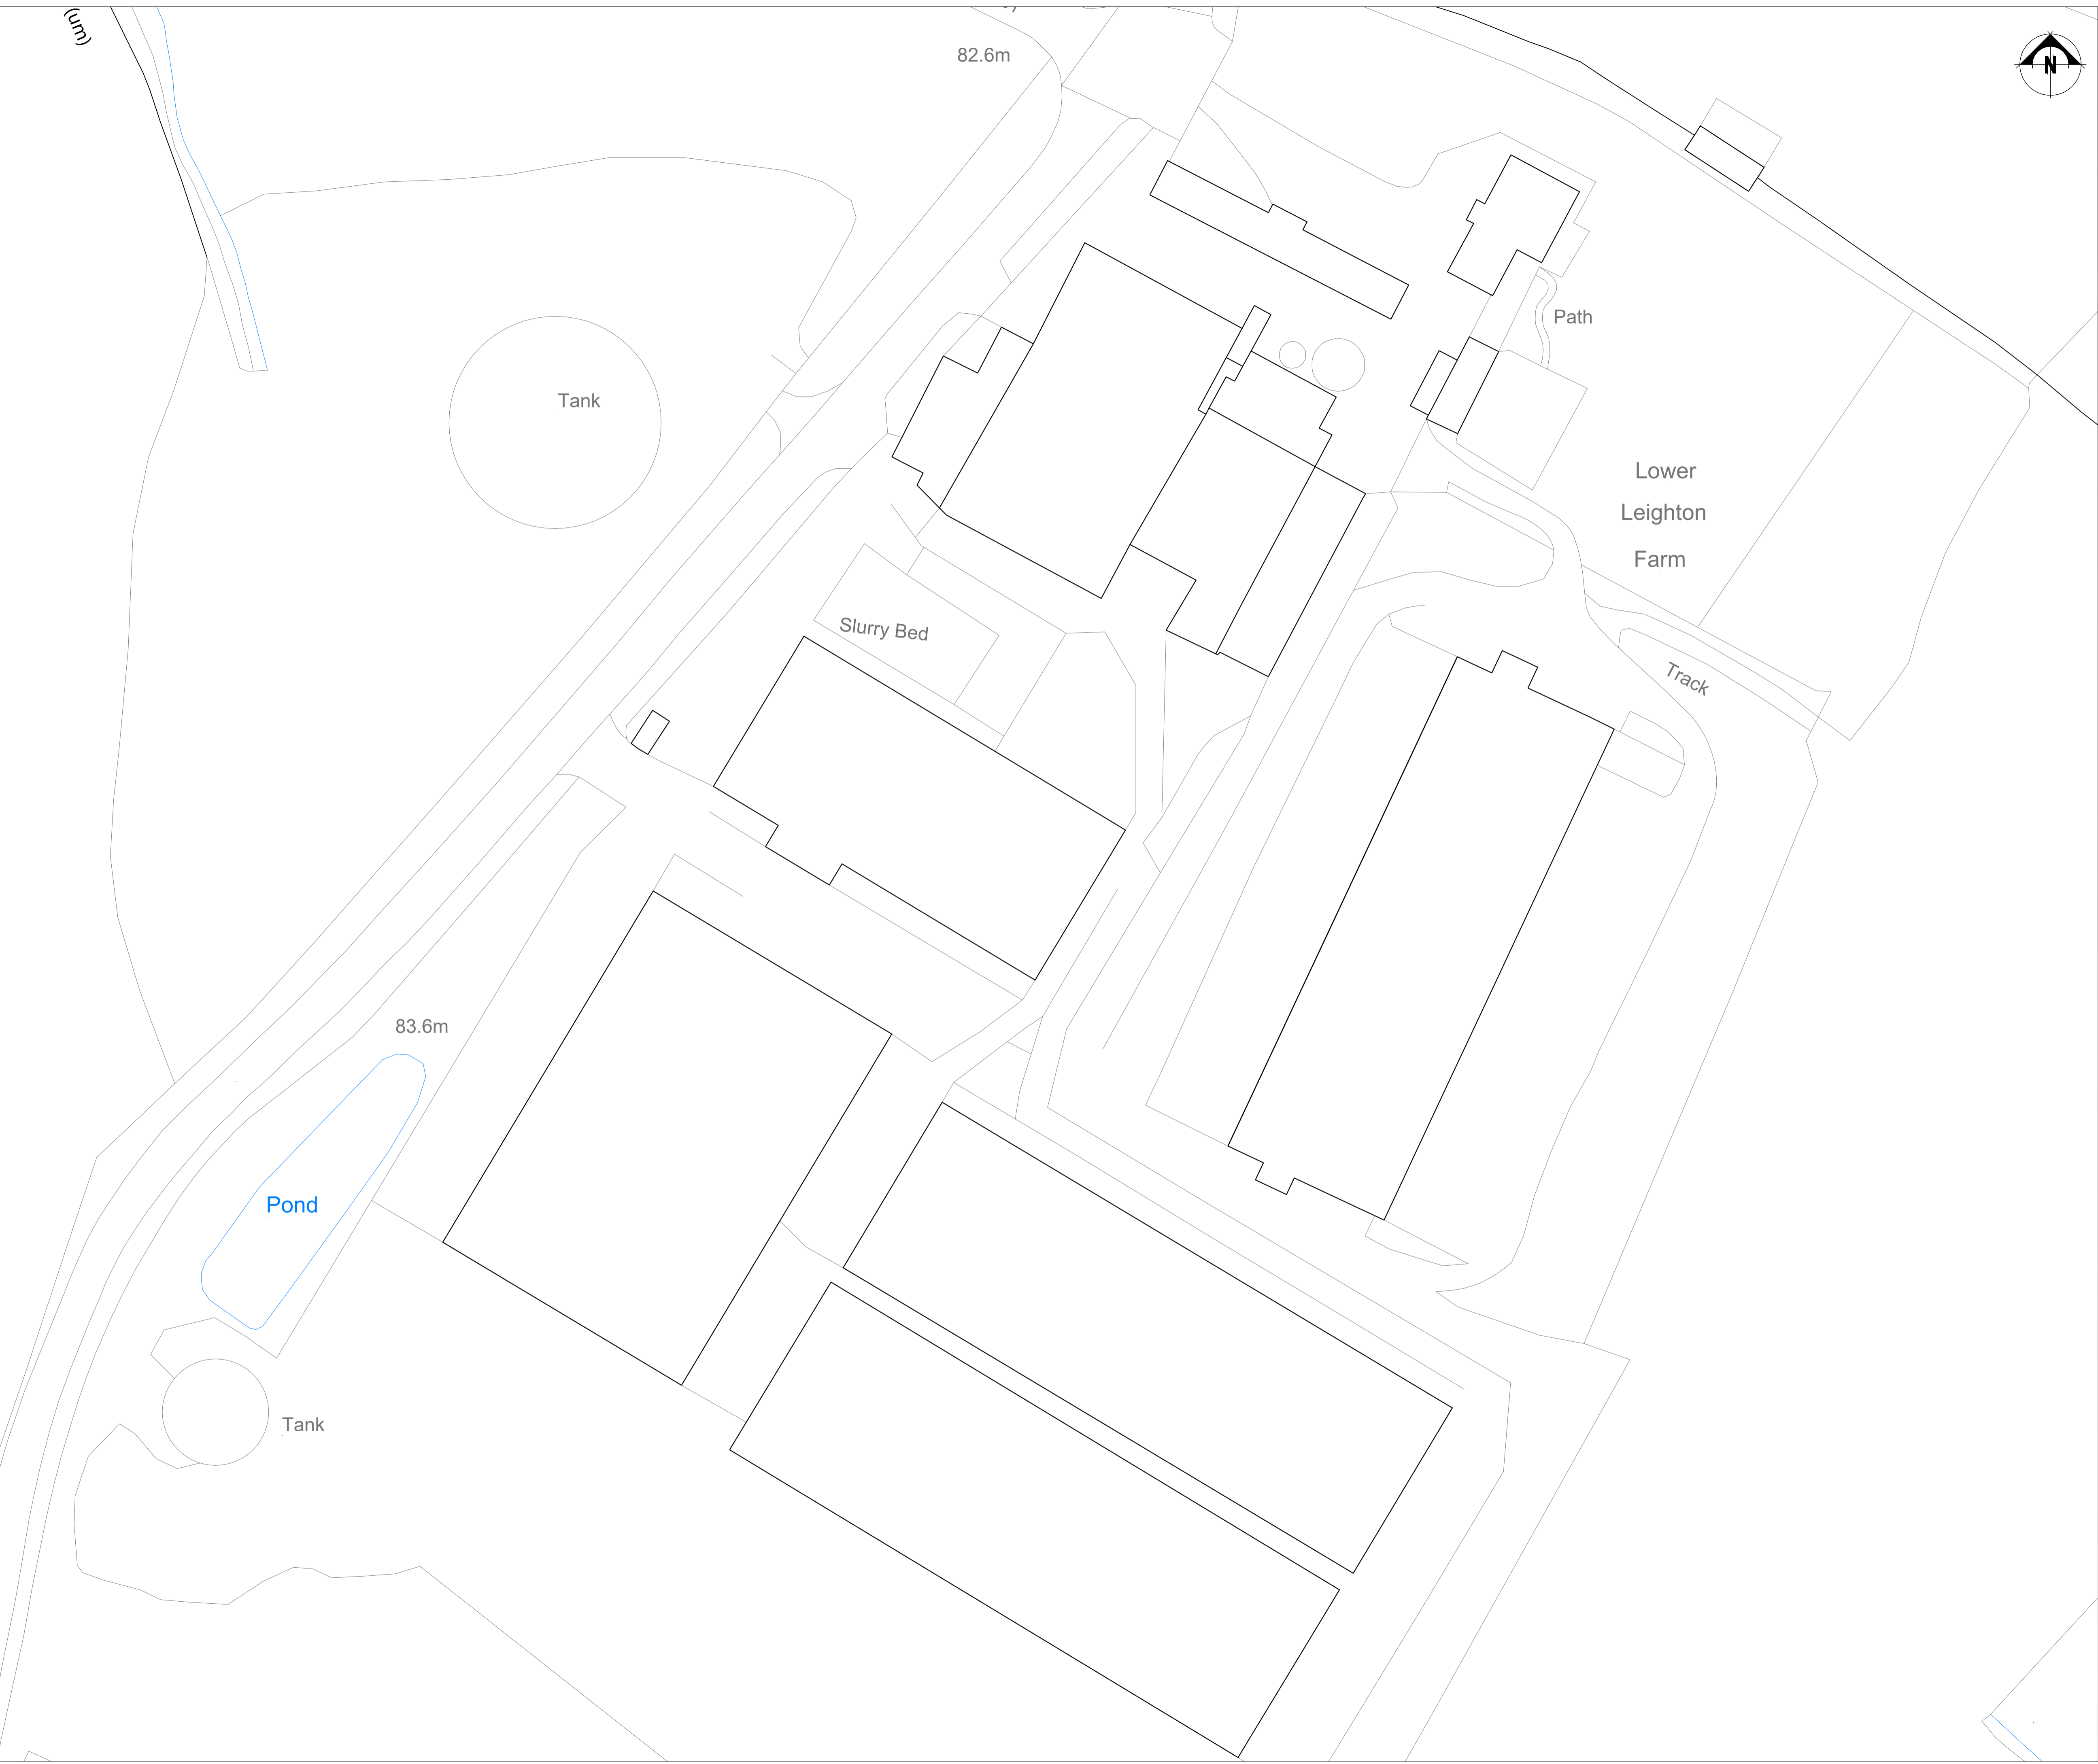 (um)
82.6m
N
Path
Tank
Lower
Leighton
Farm
Slurry Bed
Track
83.6m
Pond
Tank